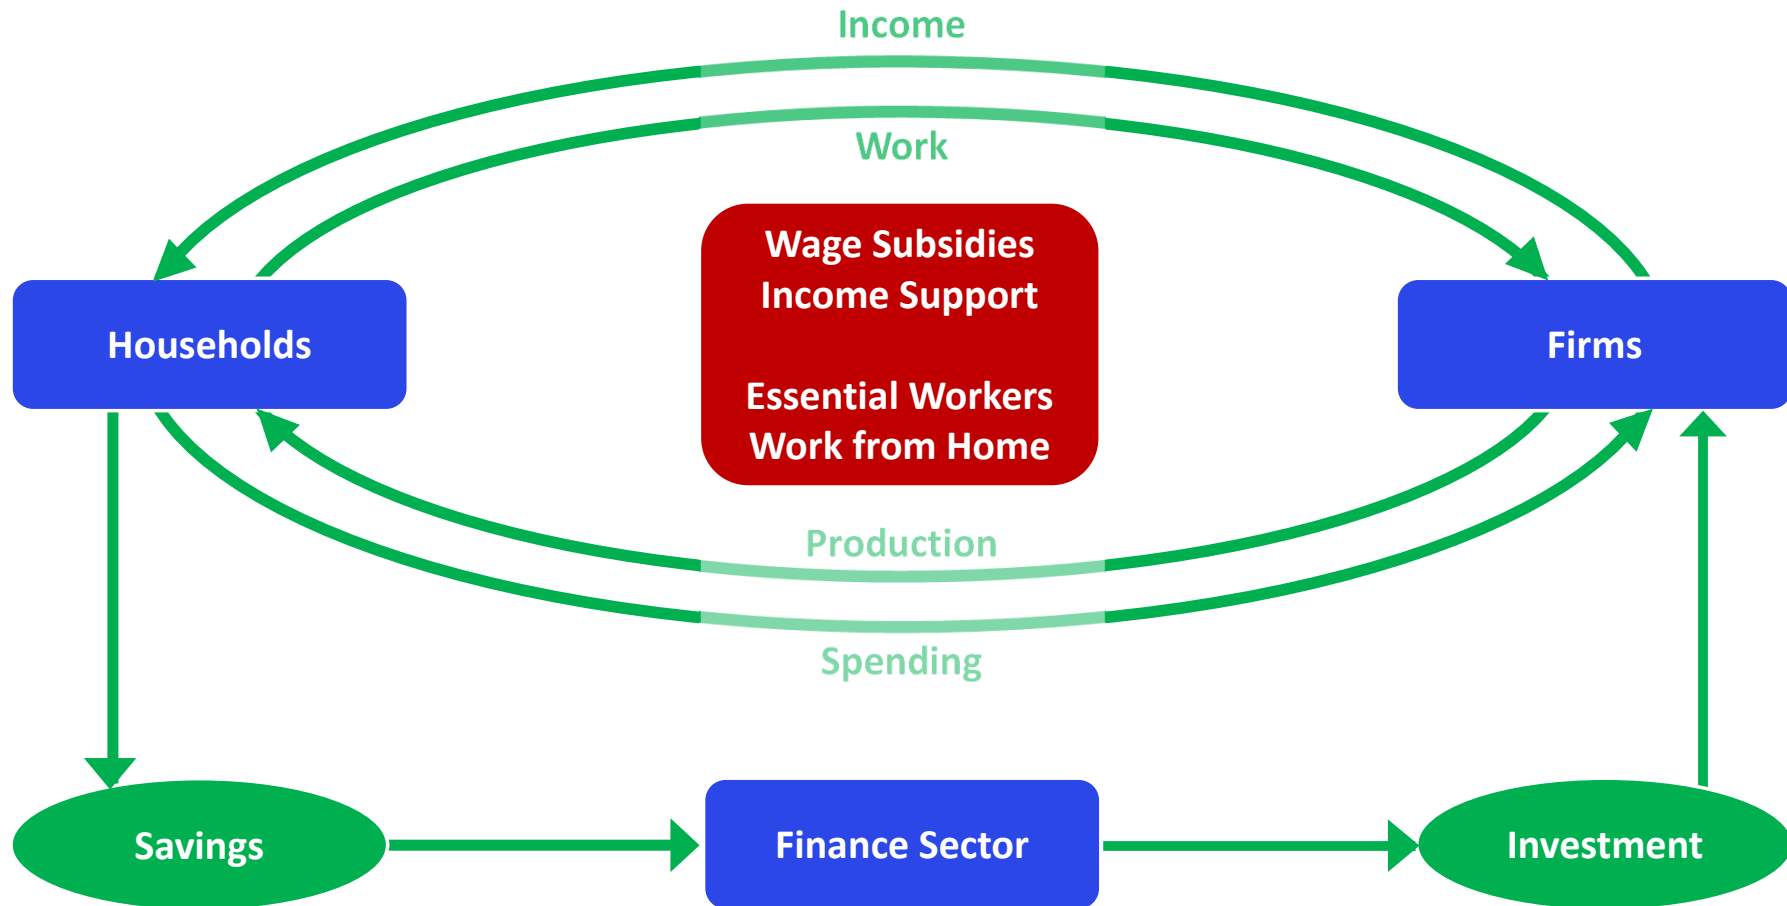 Income
Work
Wage Subsidies
Income Support
Households
Firms
Essential Workers
Work from Home
Production
Spending
Savings
Finance Sector
Investment